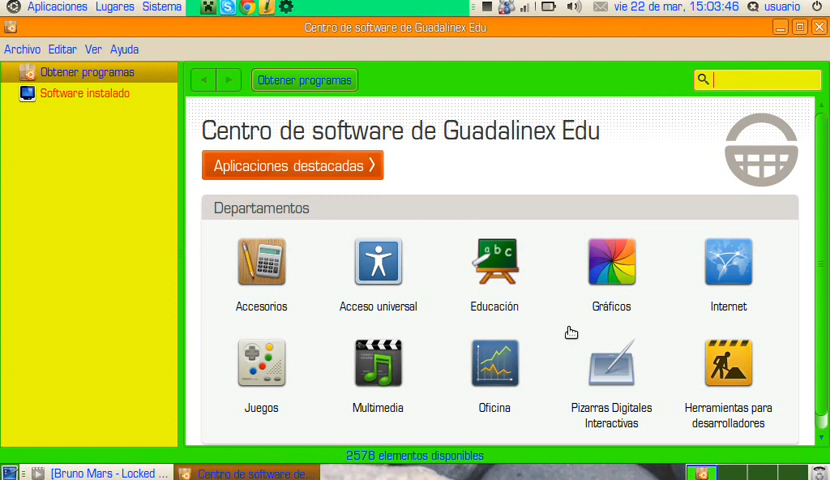 Aplicaciones Lugares Sistema vie 22 de mar, 15:03:46 usuario
Centro de software de Guadalinex Edu
Archivo Editar Ver Ayuda
Obtener programas
Software instalado
Obtener programas
Centro de software de Guadalinex Edu
Aplicaciones destacadas
Departamentos
Accesorios Acceso universal Educación Gráficos Internet
Juegos Multimedia Oficina Pizarras Digitales Interactivas Herramientas para desarrolladores
2578 elementos disponibles
[Bruno Mars - Locked ... Centro de software de...